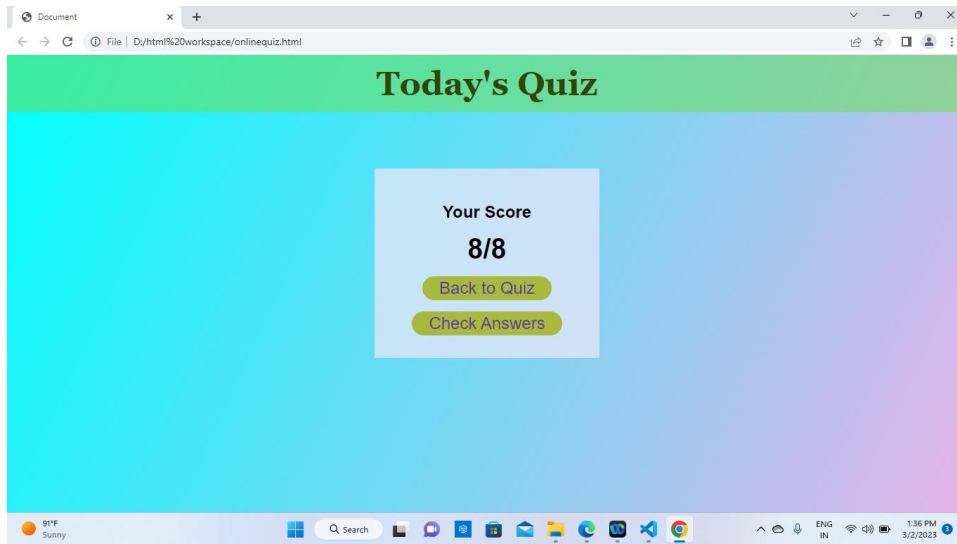 Document
File | D:/html%20workspace/onlinequiz.html
Today's Quiz
Your Score
8/8
Back to Quiz
Check Answers
91°F
Sunny
Search
ENG
IN
1:36 PM
3/2/2023
3